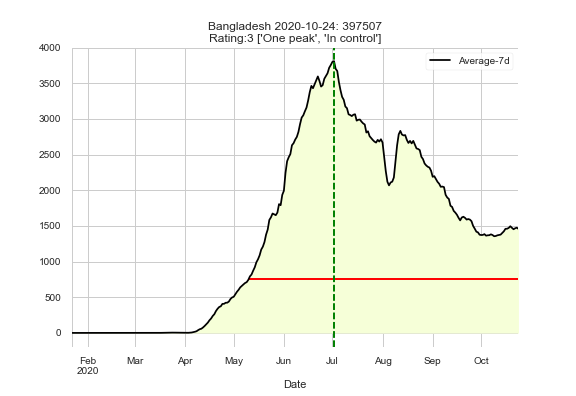 Bangladesh 2020-10-24: 397507
Rating:3 ['One peak', 'In control']
Average-7d
4000
3500
3000
2500
2000
1500
1000
500
0
Feb Mar Apr May Jun Jul Aug Sep Oct
2020
Date